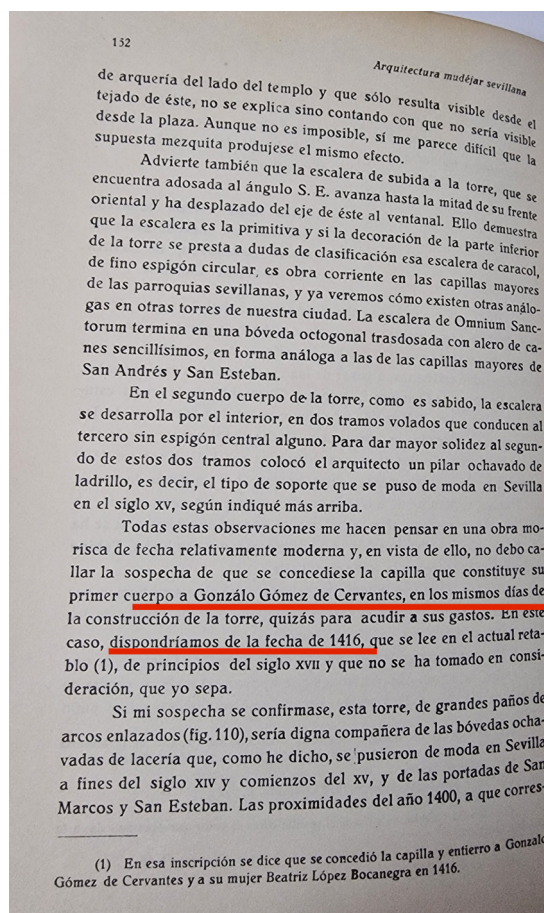 152
Arquitectura mudéjar sevillana
de arquería del lado del templo y que sólo resulta visible desde el
tejado de éste, no se explica sino contando con que no sería visible
desde la plaza. Aunque no es imposible, sí me parece difícil que la
supuesta mezquita produjese el mismo efecto.
Advierte también que la escalera de subida a la torre, que se
encuentra adosada al ángulo S. E. avanza hasta la mitad de su frente
oriental y ha desplazado del eje de éste al ventanal. Ello demuestra
que la escalera es la primitiva y si la decoración de la parte inferior
de la torre se presta a dudas de clasificación esa escalera de caracol,
de fino espigón circular, es obra corriente en las capillas mayores
de las parroquias sevillanas, y ya veremos cómo existen otras análo-
gas en otras torres de nuestra ciudad. La escalera de Omnium Sanc-
torum termina en una bóveda octogonal trasdosada con alero de ca-
nes sencillísimos, en forma análoga a las de las capillas mayores de
San Andrés y San Esteban.
En el segundo cuerpo de la torre, como es sabido, la escalera
se desarrolla por el interior, en dos tramos volados que conducen al
tercero sin espigón central alguno. Para dar mayor solidez al segun-
do de estos dos tramos colocó el arquitecto un pilar ochavado de
ladrillo, es decir, el tipo de soporte que se puso de moda en Sevilla
en el siglo XV, según indiqué más arriba.
Todas estas observaciones me hacen pensar en una obra mo-
risca de fecha relativamente moderna y, en vista de ello, no debo ca-
llar la sospecha de que se concediese la capilla que constituye su
primer cuerpo a Gonzálo Gómez de Cervantes, en los mismos días de
la construcción de la torre, quizás para acudir a sus gastos. En este
caso, dispondríamos de la fecha de 1416, que se lee en el actual reta-
blo (1), de principios del siglo XVII y que no se ha tomado en consi-
deración, que yo sepa.
Si mi sospecha se confirmase, esta torre, de grandes paños de
arcos enlazados (fig. 110), sería digna compañera de las bóvedas ocha-
vadas de lacería que, como he dicho, se pusieron de moda en Sevilla
a fines del siglo XIV y comienzos del XV, y de las portadas de San
Marcos y San Esteban. Las proximidades del año 1400, a que corres-
(1) En esa inscripción se dice que se concedió la capilla y entierro a Gonzalo
Gómez de Cervantes y a su mujer Beatriz López Bocanegra en 1416.